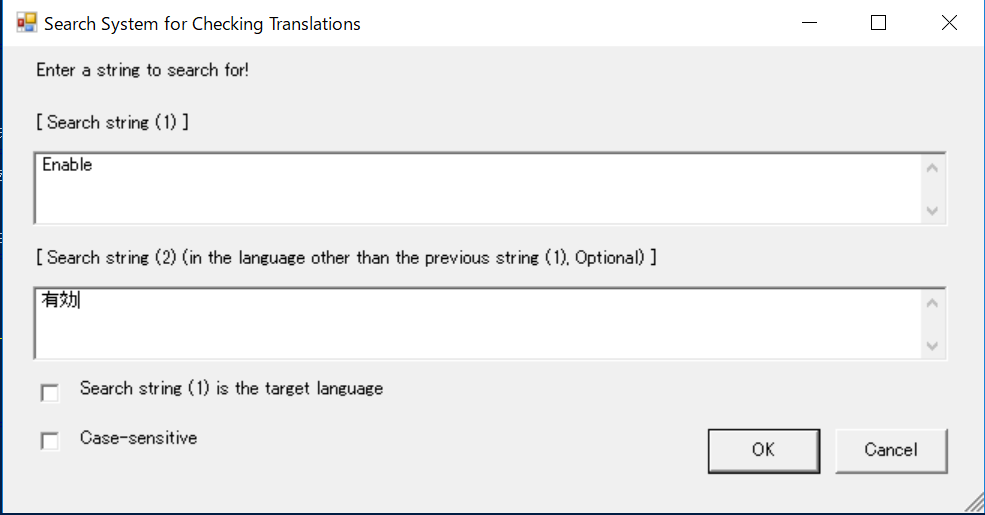 Search System for Checking Translations
Enter a string to search for!
[ Search string (1) ]
Enable
[ Search string (2) (in the language other than the previous string (1), Optional) ]
有効
Search string (1) is the target language
Case-sensitive
OK Cancel